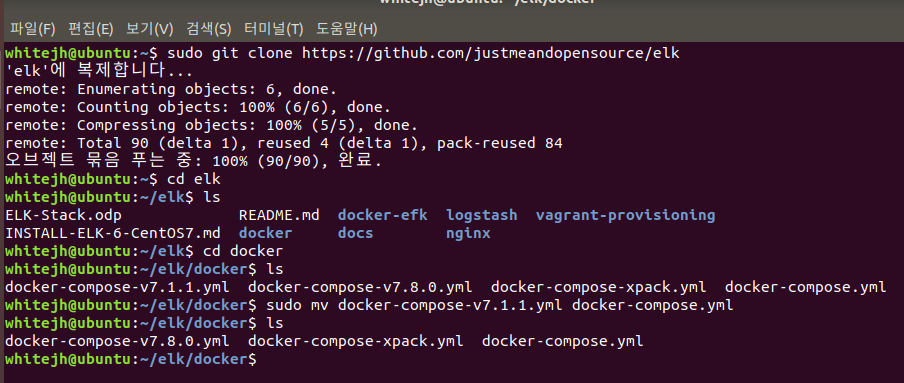 whitejh@ubuntu: ~/elk/docker
파일(F) 편집(E) 보기(V) 검색(S) 터미널(T) 도움말(H)
whitejh@ubuntu:~$ sudo git clone https://github.com/justmeandopensource/elk
'elk'에 복제합니다...
remote: Enumerating objects: 6, done.
remote: Counting objects: 100% (6/6), done.
remote: Compressing objects: 100% (5/5), done.
remote: Total 90 (delta 1), reused 4 (delta 1), pack-reused 84
오브젝트 묶음 푸는 중: 100% (90/90), 완료.
whitejh@ubuntu:~$ cd elk
whitejh@ubuntu:~/elk$ ls
ELK-Stack.odp README.md docker-efk logstash vagrant-provisioning
INSTALL-ELK-6-CentOS7.md docker docs nginx
whitejh@ubuntu:~/elk$ cd docker
whitejh@ubuntu:~/elk/docker$ ls
docker-compose-v7.1.1.yml docker-compose-v7.8.0.yml docker-compose-xpack.yml docker-compose.yml
whitejh@ubuntu:~/elk/docker$ sudo mv docker-compose-v7.1.1.yml docker-compose.yml
whitejh@ubuntu:~/elk/docker$ ls
docker-compose-v7.8.0.yml docker-compose-xpack.yml docker-compose.yml
whitejh@ubuntu:~/elk/docker$